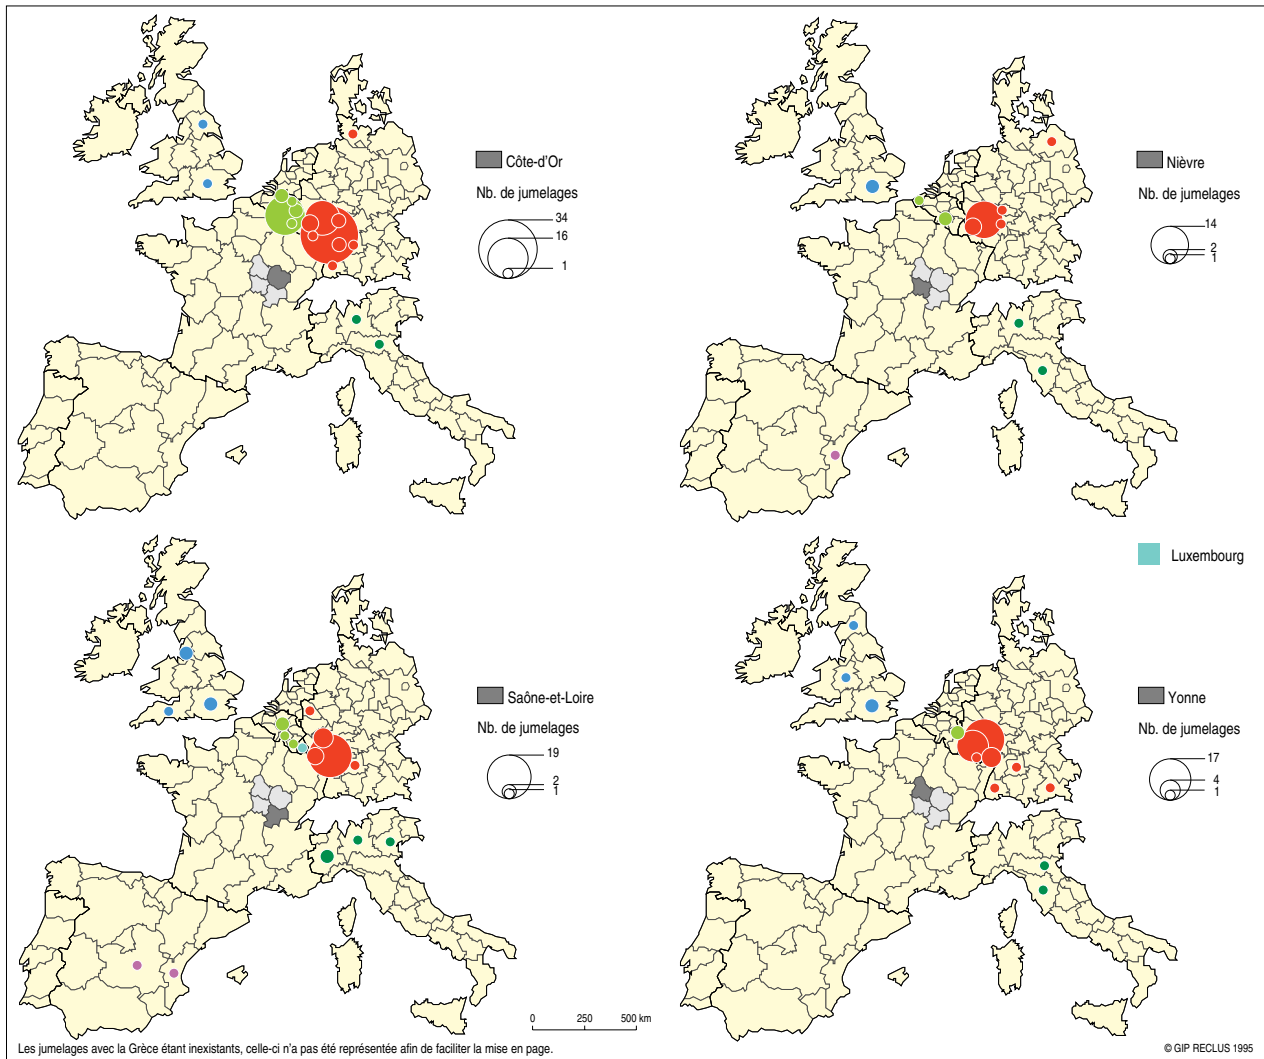 Côte-d'Or
Nb. de jumelages
34
16
1
Nièvre
Nb. de jumelages
14
2
1
Luxembourg
Saône-et-Loire
Nb. de jumelages
19
2
1
Yonne
Nb. de jumelages
17
4
1
0 250 500 km
Les jumelages avec la Grèce étant inexistants, celle-ci n'a pas été représentée afin de faciliter la mise en page.
© GIP RECLUS 1995